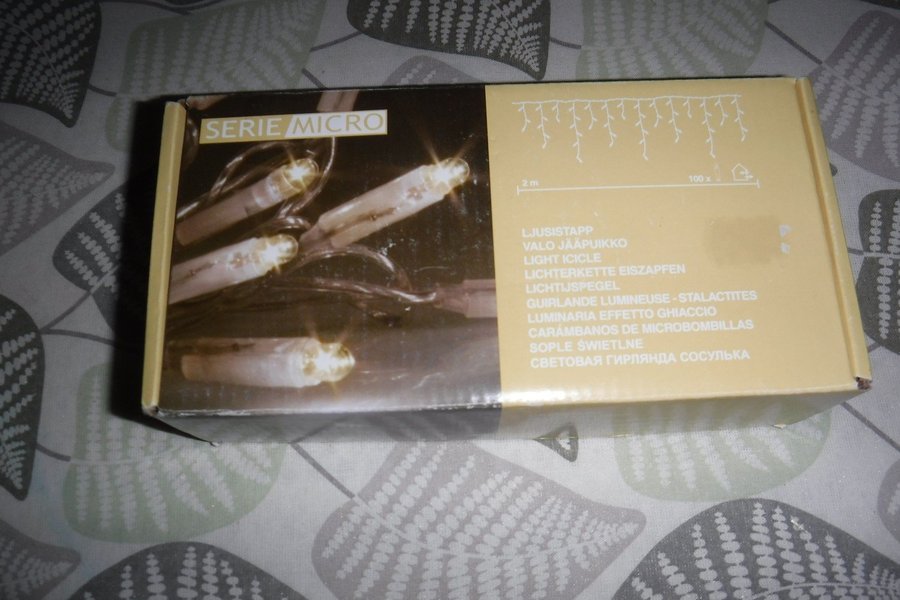 SERIE MICRO
2 m
100 x
LJUSISTAPP
VALO JÄÄPUIKKO
LIGHT ICICLE
LICHTERKETTE EISZAPFEN
LICHTIJSPEGEL
GUIRLANDE LUMINEUSE - STALACTITES
LUMINARIA EFFETTO GHIACCIO
CARÁMBANOS DE MICROBOMBILLAS
SOPLE ŚWIETLNE
СВЕТОВАЯ ГИРЛЯНДА СОСУЛЬКА